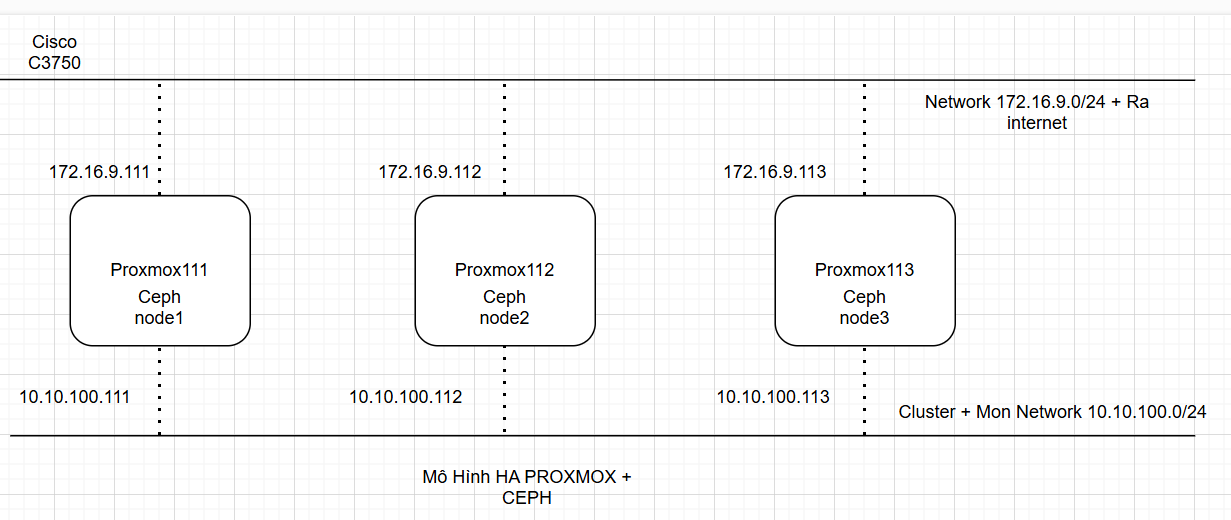 Cisco
C3750
Network 172.16.9.0/24 + Ra
internet
172.16.9.111
172.16.9.112
172.16.9.113
Proxmox111
Ceph
node1
Proxmox112
Ceph
node2
Proxmox113
Ceph
node3
10.10.100.111
10.10.100.112
10.10.100.113
Cluster + Mon Network 10.10.100.0/24
Mô Hình HA PROXMOX +
CEPH